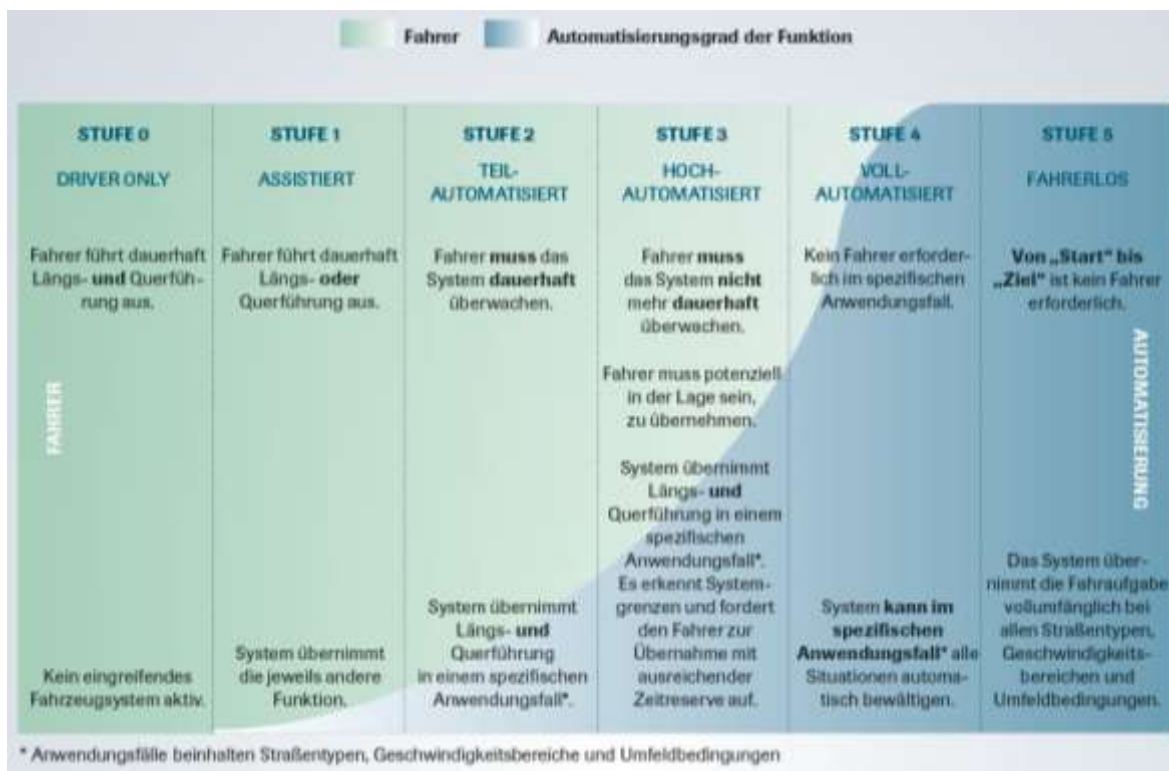 Fahrer
Automatisierungsgrad der Funktion
STUFE 0
DRIVER ONLY
Fahrer führt dauerhaft
Längs- und Querfüh-
rung aus.
Kein eingreifendes
Fahrzeugsystem aktiv.
STUFE 1
ASSISTIERT
Fahrer führt dauerhaft
Längs- oder
Querführung aus.
System übernimmt
die jeweils andere
Funktion.
STUFE 2
TEIL-
AUTOMATISIERT
Fahrer muss das
System dauerhaft
überwachen.
System übernimmt
Längs- und
Querführung
in einem spezifischen
Anwendungsfall*.
STUFE 3
HOCH-
AUTOMATISIERT
Fahrer muss
das System nicht
mehr dauerhaft
überwachen.
Fahrer muss potenziell
in der Lage sein,
zu übernehmen.
System übernimmt
Längs- und
Querführung in einem
spezifischen
Anwendungsfall*.
Es erkennt System-
grenzen und fordert
den Fahrer zur
Übernahme mit
ausreichender
Zeitreserve auf.
STUFE 4
VOLL-
AUTOMATISIERT
Kein Fahrer erforder-
lich im spezifischen
Anwendungsfall.
System kann im
spezifischen
Anwendungsfall* alle
Situationen automa-
tisch bewältigen.
STUFE 5
FAHRERLOS
Von „Start“ bis
„Ziel“ ist kein Fahrer
erforderlich.
Das System über-
nimmt die Fahraufgabe
vollumfänglich bei
allen Straßentypen,
Geschwindigkeits-
bereichen und
Umfeldbedingungen.
FAHRER
AUTOMATISIERUNG
* Anwendungsfälle beinhalten Straßentypen, Geschwindigkeitsbereiche und Umfeldbedingungen